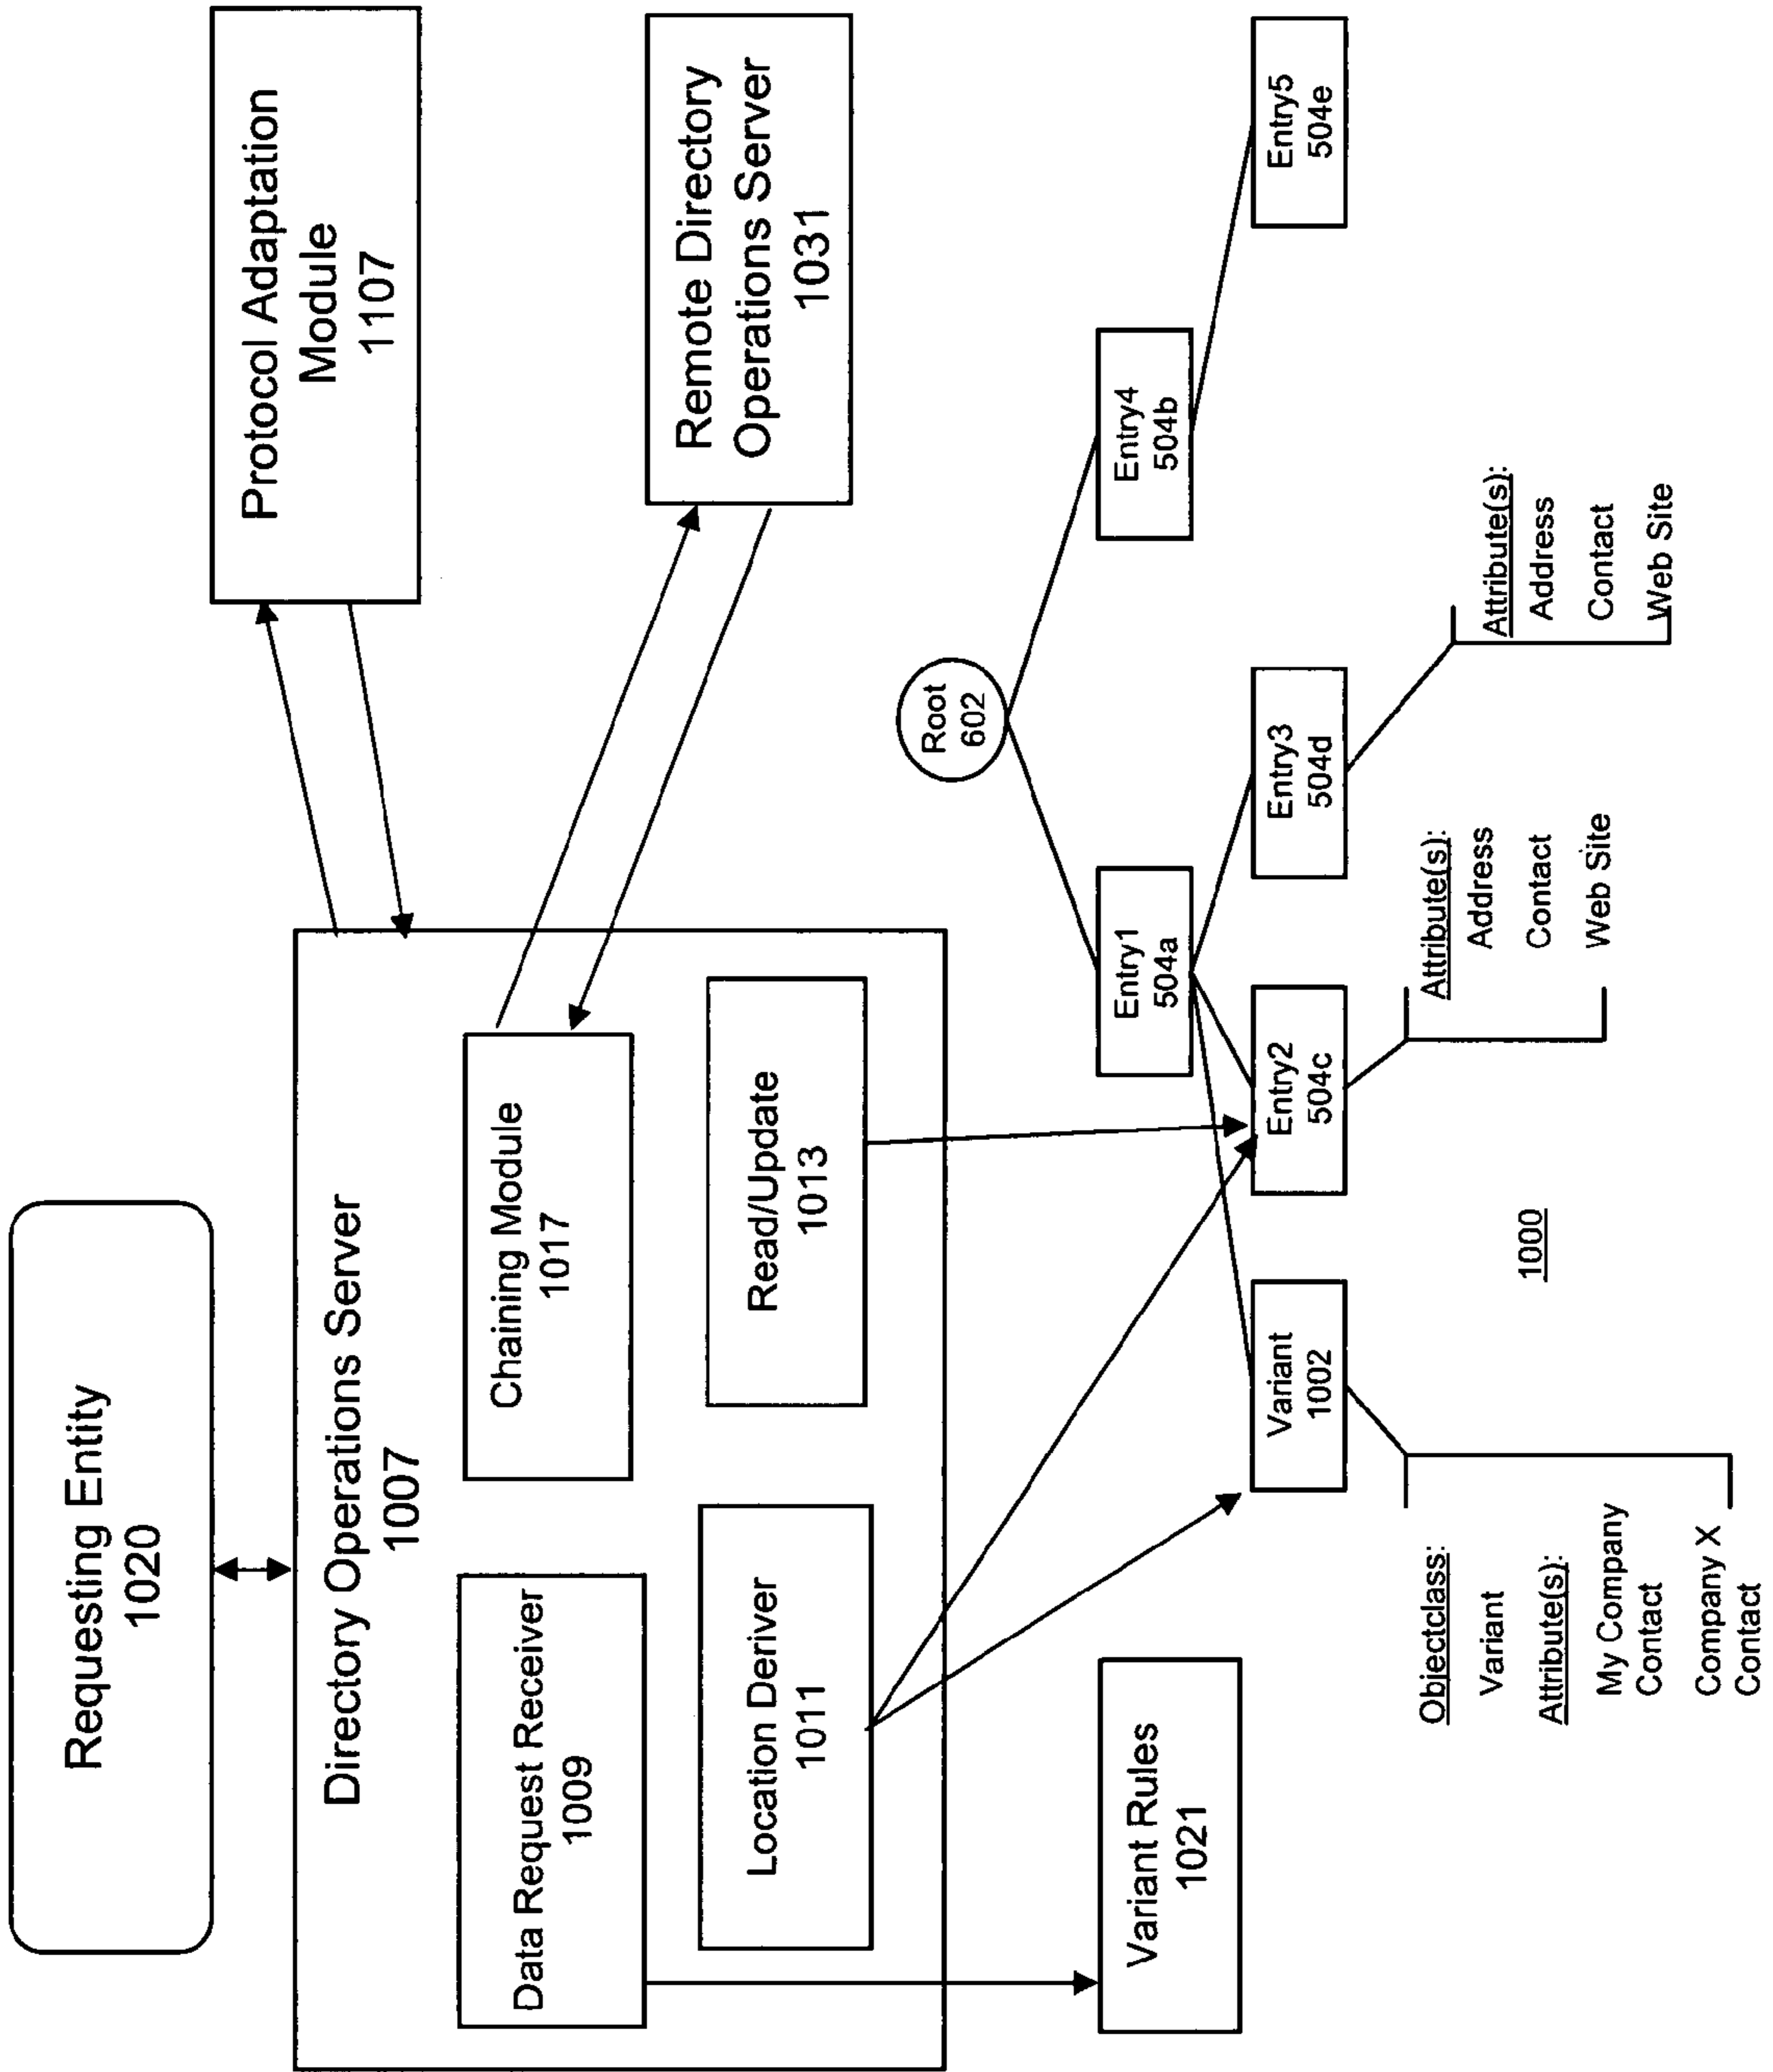 Requesting Entity
1020
Directory Operations Server
1007
Data Request Receiver
1009
Chaining Module
1017
Location Deriver
1011
Read/Update
1013
Protocol Adaptation
Module
1107
Remote Directory
Operations Server
1031
Variant Rules
1021
Root
602
Entry1
504a
Entry4
504b
Variant
1002
Entry2
504c
Entry3
504d
Entry5
504e
Objectclass:
Variant
Attribute(s):
My Company
Contact
Company X
Contact
1000
Attribute(s):
Address
Contact
Web Site
Attribute(s):
Address
Contact
Web Site